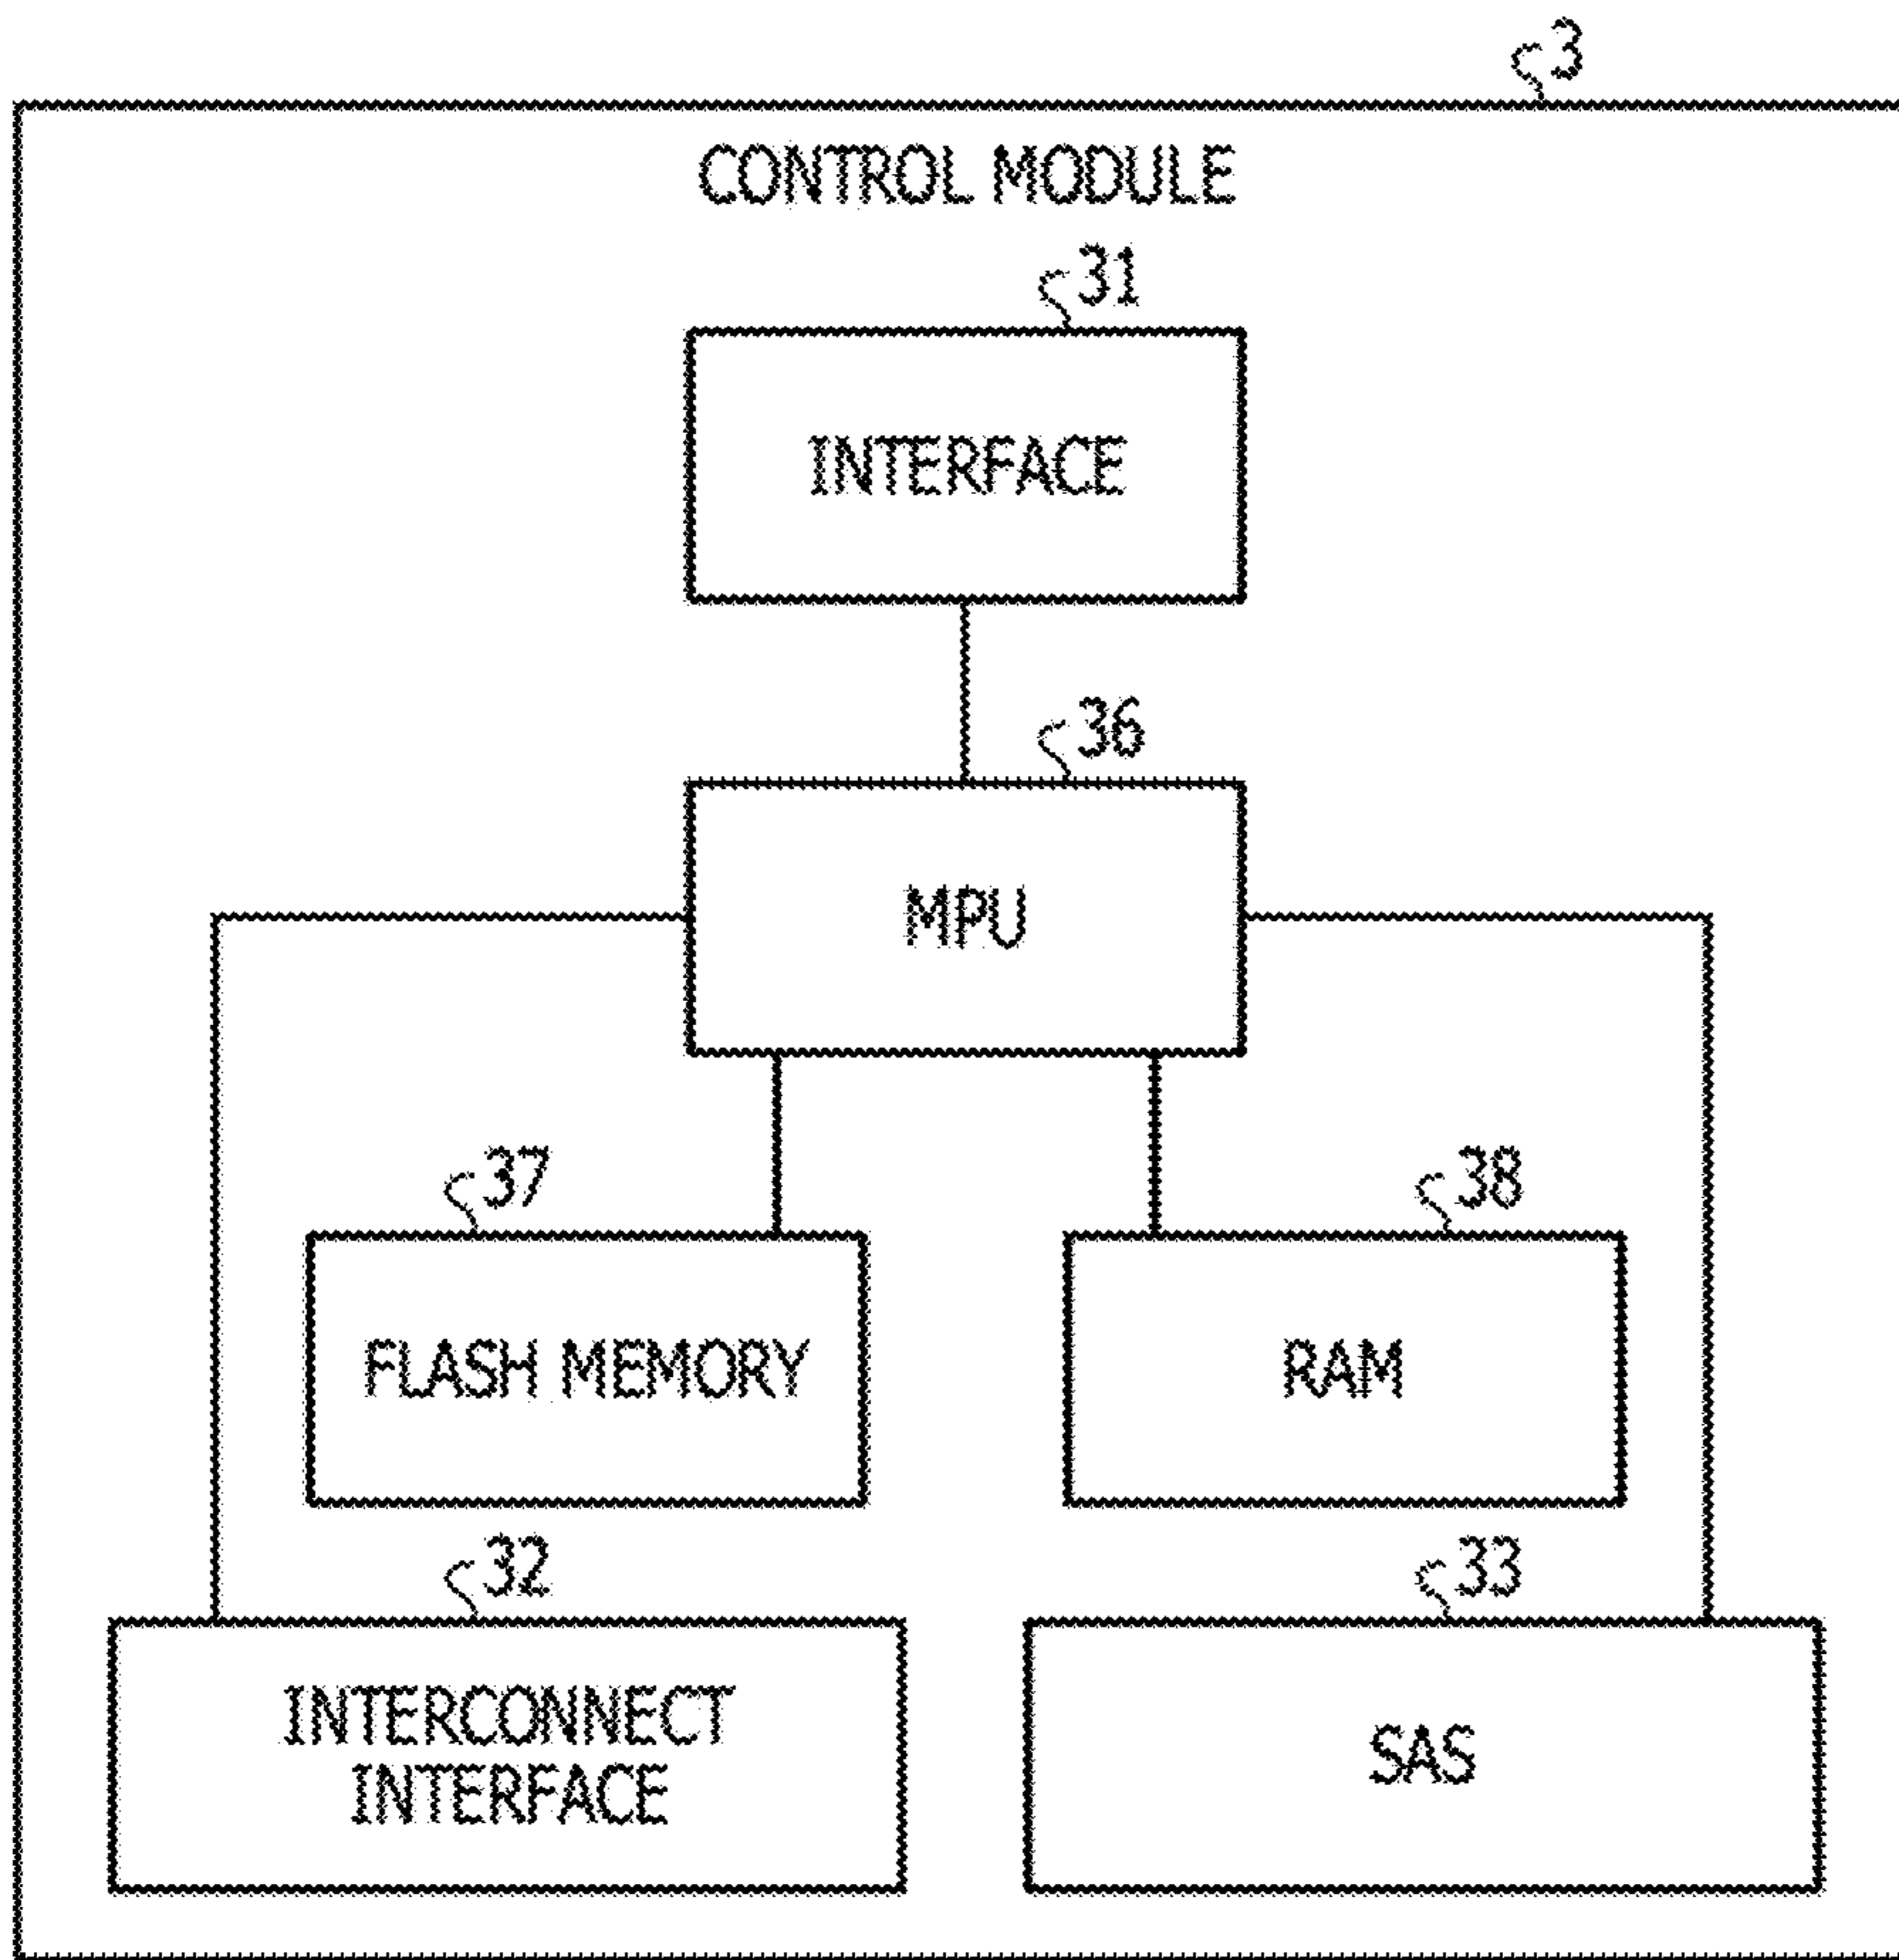 3
CONTROL MODULE
31
INTERFACE
36
MPU
37
38
FLASH MEMORY
RAM
32
33
INTERCONNECT
INTERFACE
SAS